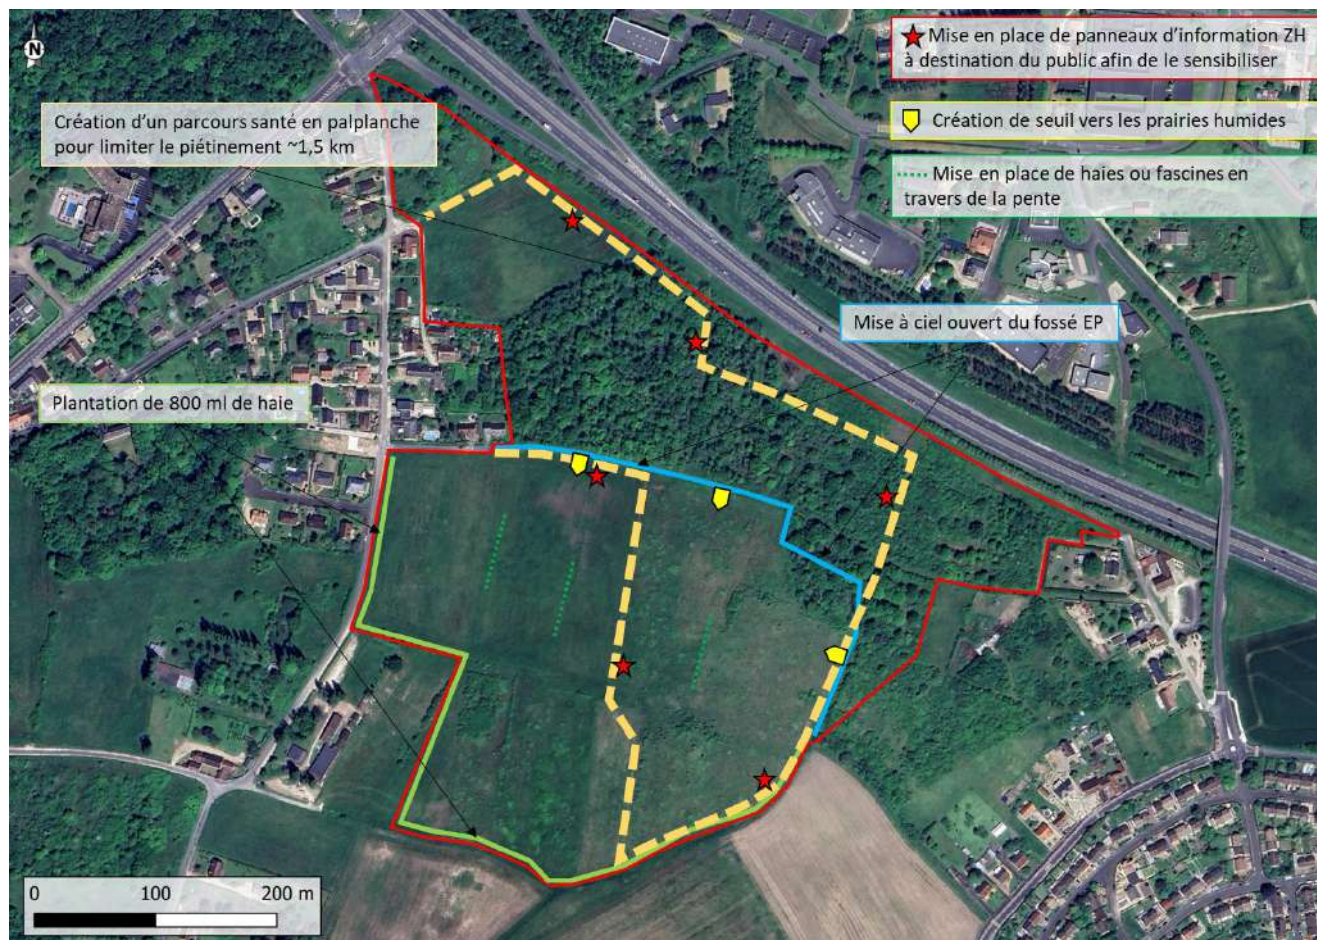 N
Mise en place de panneaux d'information ZH
à destination du public afin de le sensibiliser
Création d'un parcours santé en palplanche
pour limiter le piétinement ~1,5 km
Création de seuil vers les prairies humides
Mise en place de haies ou fascines en
travers de la pente
Mise à ciel ouvert du fossé EP
Plantation de 800 ml de haie
0 100 200 m